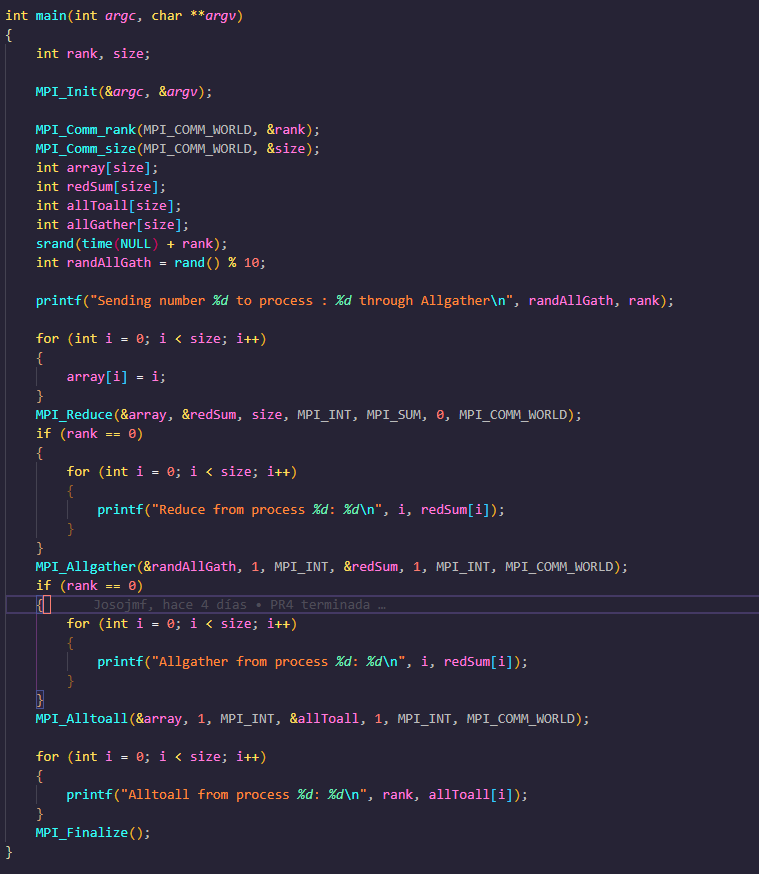 int main(int argc, char **argv)
{
    int rank, size;

    MPI_Init(&argc, &argv);

    MPI_Comm_rank(MPI_COMM_WORLD, &rank);
    MPI_Comm_size(MPI_COMM_WORLD, &size);
    int array[size];
    int redSum[size];
    int allToall[size];
    int allGather[size];
    srand(time(NULL) + rank);
    int randAllGath = rand() % 10;

    printf("Sending number %d to process : %d through Allgather\n", randAllGath, rank);

    for (int i = 0; i < size; i++)
    {
        array[i] = i;
    }
    MPI_Reduce(&array, &redSum, size, MPI_INT, MPI_SUM, 0, MPI_COMM_WORLD);
    if (rank == 0)
    {
        for (int i = 0; i < size; i++)
        {
            printf("Reduce from process %d: %d\n", i, redSum[i]);
        }
    }
    MPI_Allgather(&randAllGath, 1, MPI_INT, &redSum, 1, MPI_INT, MPI_COMM_WORLD);
    if (rank == 0)
    {     Josojmf, hace 4 días • PR4 terminada …
        for (int i = 0; i < size; i++)
        {
            printf("Allgather from process %d: %d\n", i, redSum[i]);
        }
    }
    MPI_Alltoall(&array, 1, MPI_INT, &allToall, 1, MPI_INT, MPI_COMM_WORLD);

    for (int i = 0; i < size; i++)
    {
        printf("Alltoall from process %d: %d\n", rank, allToall[i]);
    }
    MPI_Finalize();
}